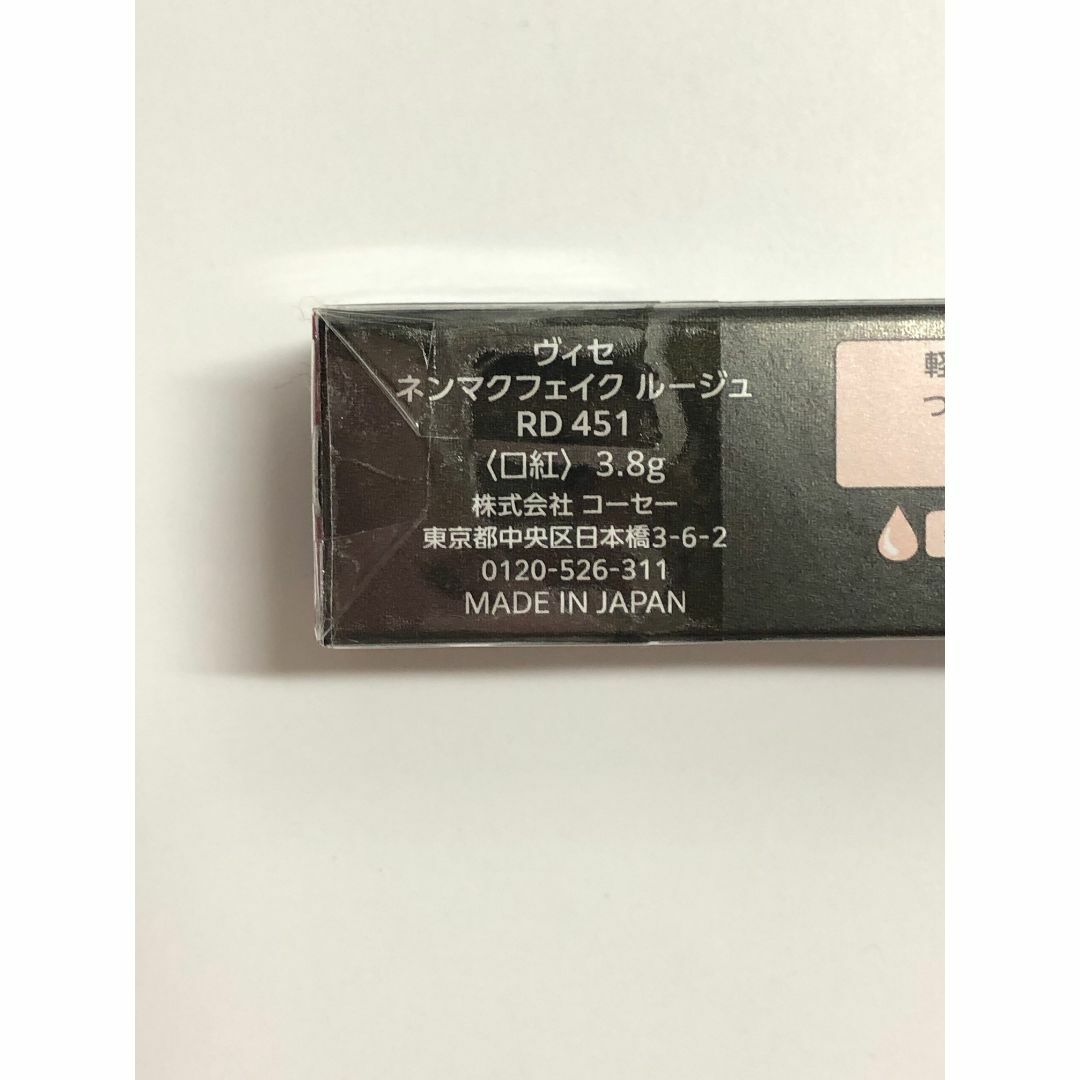 ヴィセ
ネンマクフェイク ルージュ
RD 451
〈口紅〉 3.8g
株式会社 コーセー
東京都中央区日本橋3-6-2
0120-526-311
MADE IN JAPAN
軽
つ